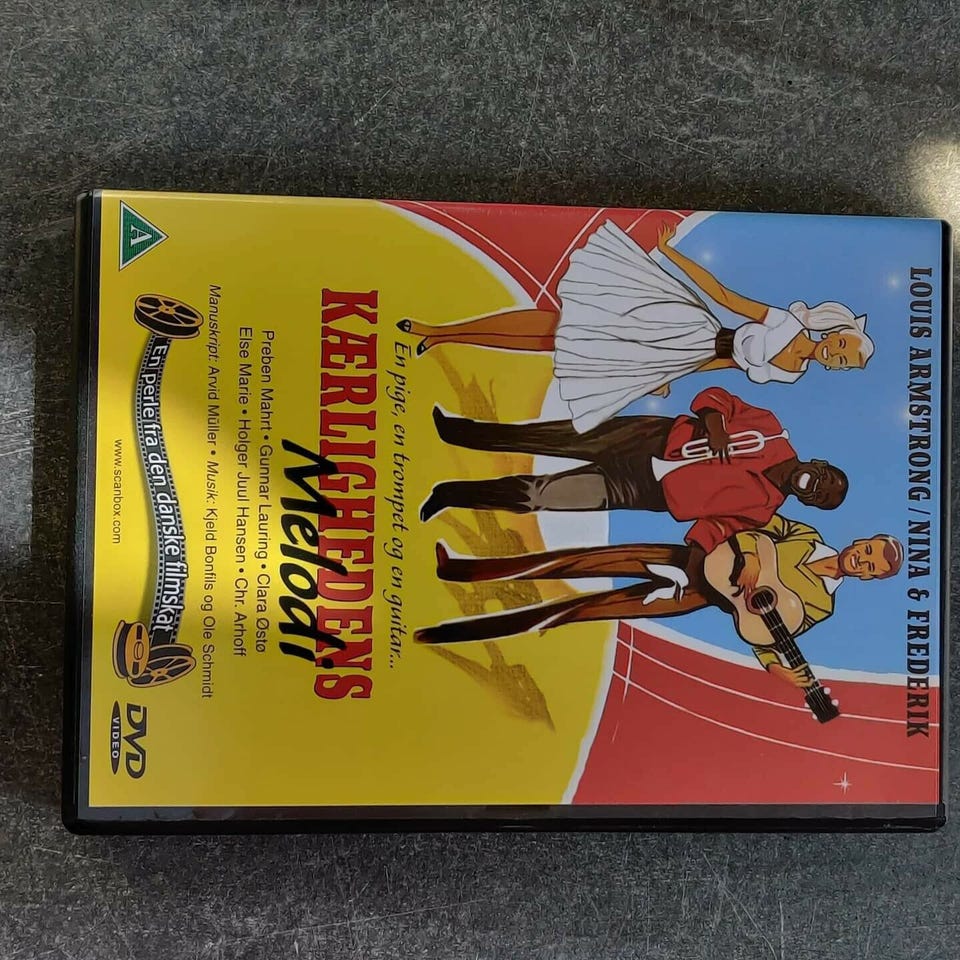 LOUIS ARMSTRONG / NINA & FREDERIK
En pige, en trompet og en guitar...
KÆRLIGHEDENS
Melodi
Preben Mahrt • Gunnar Lauring • Clara Østø
Else Marie • Holger Juul Hansen • Chr. Arhoff
Manuskript: Arvid Müller • Musik: Kjeld Bonfils og Ole Schmidt
En perle fra den danske filmskat
A
www.scanbox.com
DVD
VIDEO